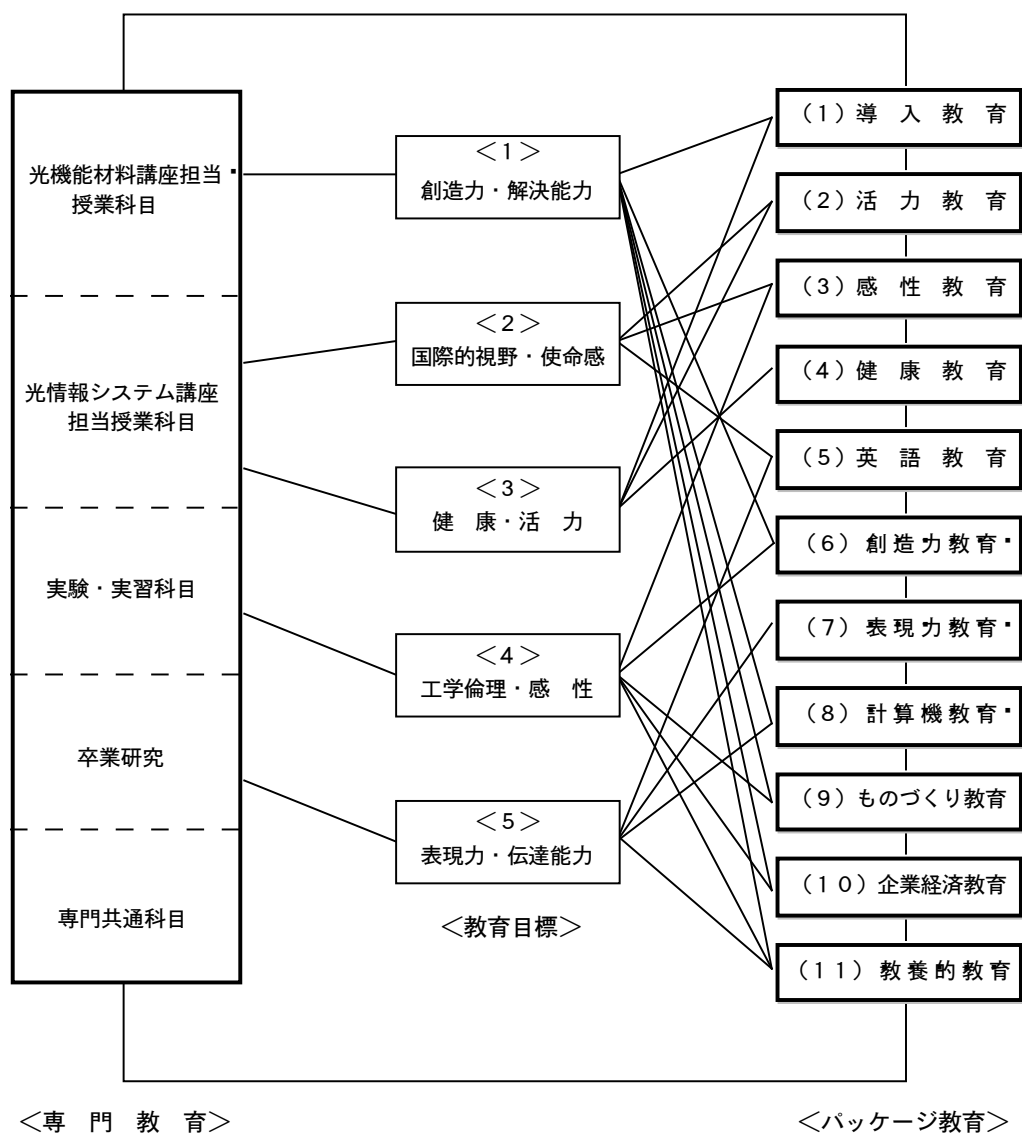 光機能材料講座担当
授業科目
光情報システム講座
担当授業科目
実験・実習科目
卒業研究
専門共通科目
＜専　門　教　育＞
＜１＞
創造力・解決能力
＜２＞
国際的視野・使命感
＜３＞
健　康・活　力
＜４＞
工学倫理・感　性
＜５＞
表現力・伝達能力
＜教育目標＞
（１）導　入　教　育
（２）活　力　教　育
（３）感　性　教　育
（４）健　康　教　育
（５）英　語　教　育
（６）創造力教育
（７）表現力教育
（８）計算機教育
（９）ものづくり教育
（１０）企業経済教育
（１１）教養的教育
＜パッケージ教育＞